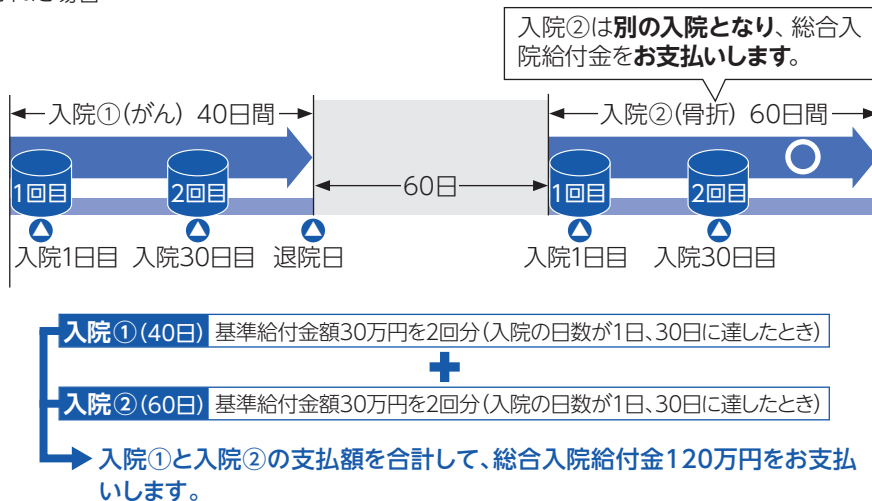 入院②は別の入院となり、総合入
院給付金をお支払いします。
入院①(がん) 40日間
入院②(骨折) 60日間
1回目
2回目
60日
1回目
2回目
入院1日目
入院30日目
退院日
入院1日目
入院30日目
入院①(40日) 基準給付金額30万円を2回分(入院の日数が1日、30日に達したとき)
入院②(60日) 基準給付金額30万円を2回分(入院の日数が1日、30日に達したとき)
入院①と入院②の支払額を合計して、総合入院給付金120万円をお支払
いします。